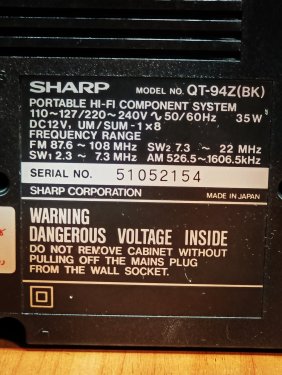 SHARP MODEL NO. QT-94Z(BK)
PORTABLE HI-FI COMPONENT SYSTEM
110~127/220~240V∿50/60Hz 35W
DC12V, UM/SUM-1×8
FREQUENCY RANGE
FM 87.6 ~ 108 MHz SW2 7.3 ~ 22 MHz
SW1 2.3 ~ 7.3 MHz AM 526.5~1606.5kHz
SERIAL NO. 51052154
SHARP CORPORATION MADE IN JAPAN
WARNING
DANGEROUS VOLTAGE INSIDE
DO NOT REMOVE CABINET WITHOUT
PULLING OFF THE MAINS PLUG
FROM THE WALL SOCKET.